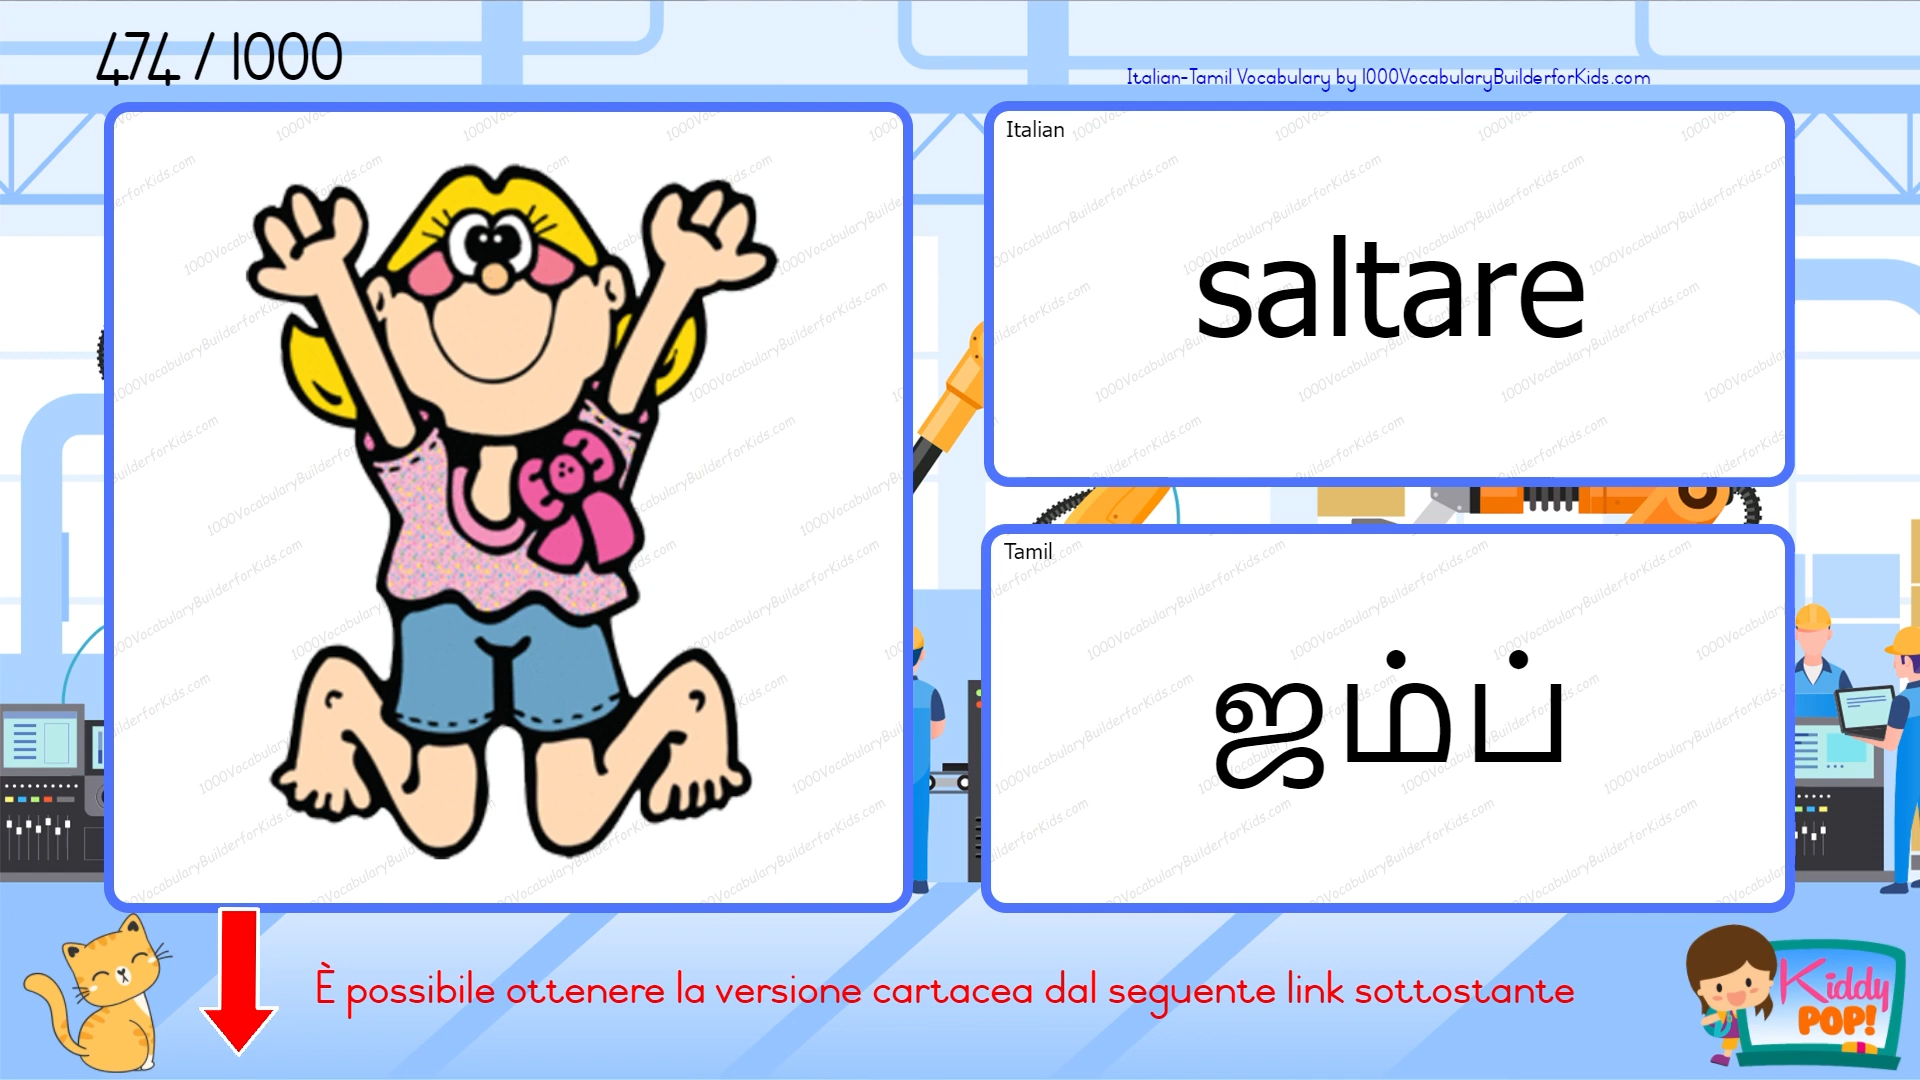 474 / 1000
Italian-Tamil Vocabulary by 1000VocabularyBuilderforKids.com
Italian
saltare
Tamil
ஜம்ப்
È possibile ottenere la versione cartacea dal seguente link sottostante
Kiddy
POP!